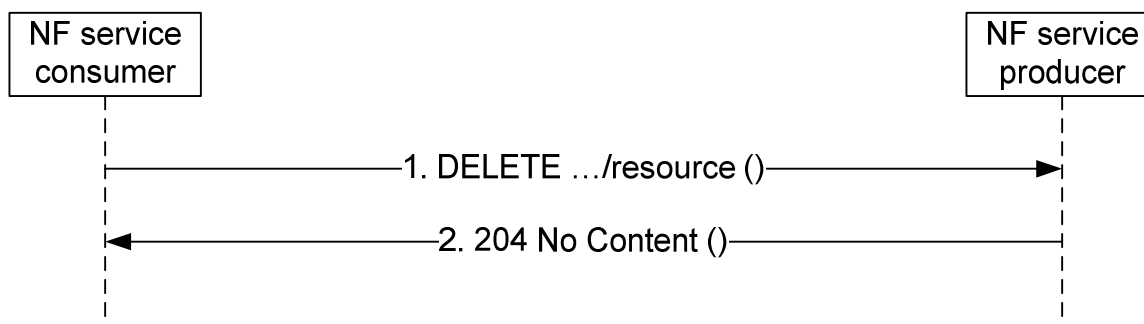 NF service
consumer
NF service
producer
1. DELETE …/resource ()
2. 204 No Content ()